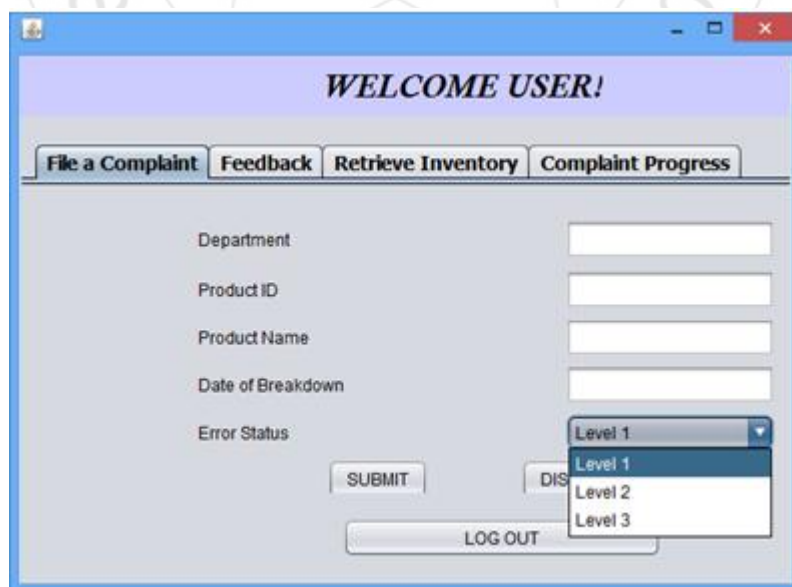 WELCOME USER!
File a Complaint Feedback Retrieve Inventory Complaint Progress
Department
Product ID
Product Name
Date of Breakdown
Error Status Level 1
Level 1
Level 2
Level 3
SUBMIT
LOG OUT